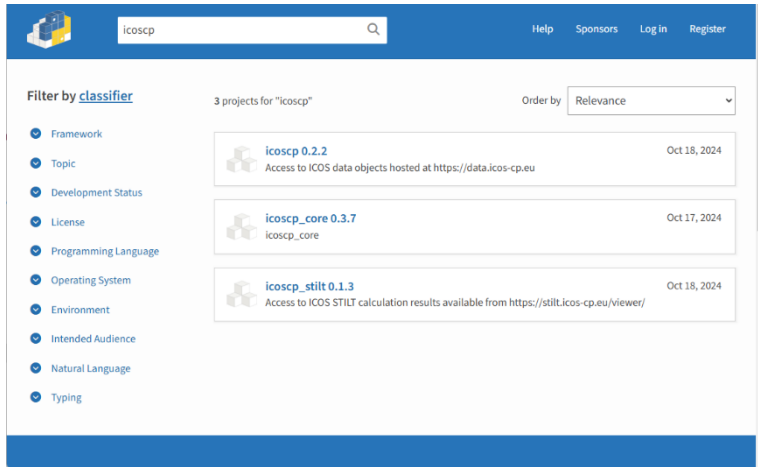 icoscp
Help Sponsors Log in Register
Filter by classifier
Framework
Topic
Development Status
License
Programming Language
Operating System
Environment
Intended Audience
Natural Language
Typing
3 projects for "icoscp"
Order by Relevance
icoscp 0.2.2 Oct 18, 2024
Access to ICOS data objects hosted at https://data.icos-cp.eu
icoscp_core 0.3.7 Oct 17, 2024
icoscp_core
icoscp_stilt 0.1.3 Oct 18, 2024
Access to ICOS STILT calculation results available from https://stilt.icos-cp.eu/viewer/